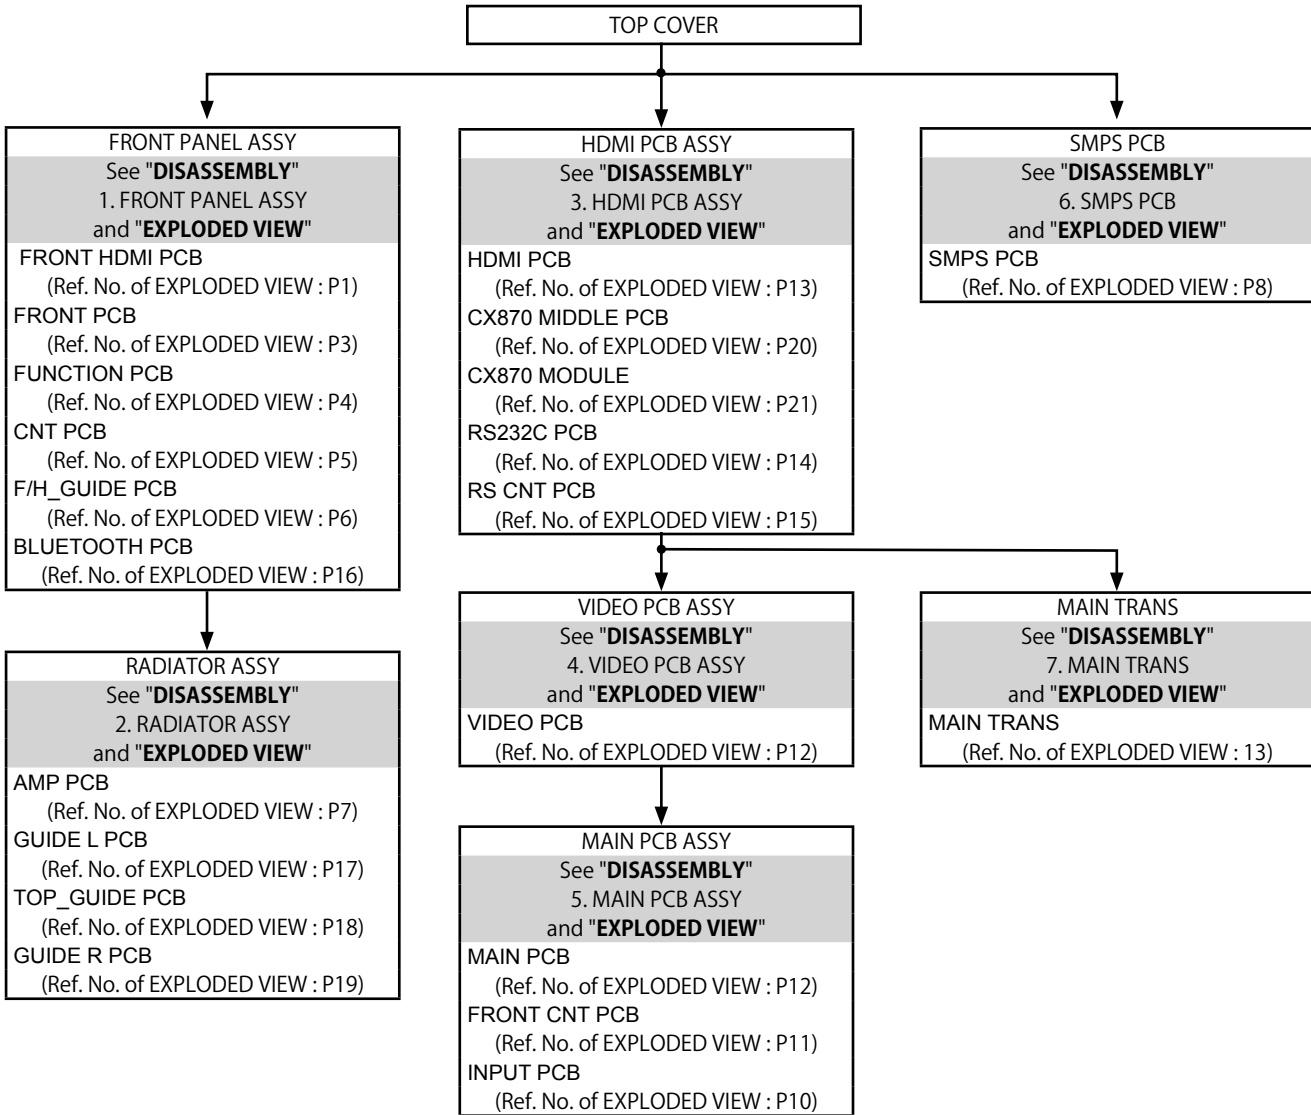 TOP COVER
FRONT PANEL ASSY
See "DISASSEMBLY"
1. FRONT PANEL ASSY
and "EXPLODED VIEW"
FRONT HDMI PCB
(Ref. No. of EXPLODED VIEW : P1)
FRONT PCB
(Ref. No. of EXPLODED VIEW : P3)
FUNCTION PCB
(Ref. No. of EXPLODED VIEW : P4)
CNT PCB
(Ref. No. of EXPLODED VIEW : P5)
F/H_GUIDE PCB
(Ref. No. of EXPLODED VIEW : P6)
BLUETOOTH PCB
(Ref. No. of EXPLODED VIEW : P16)
RADIATOR ASSY
See "DISASSEMBLY"
2. RADIATOR ASSY
and "EXPLODED VIEW"
AMP PCB
(Ref. No. of EXPLODED VIEW : P7)
GUIDE L PCB
(Ref. No. of EXPLODED VIEW : P17)
TOP_GUIDE PCB
(Ref. No. of EXPLODED VIEW : P18)
GUIDE R PCB
(Ref. No. of EXPLODED VIEW : P19)
HDMI PCB ASSY
See "DISASSEMBLY"
3. HDMI PCB ASSY
and "EXPLODED VIEW"
HDMI PCB
(Ref. No. of EXPLODED VIEW : P13)
CX870 MIDDLE PCB
(Ref. No. of EXPLODED VIEW : P20)
CX870 MODULE
(Ref. No. of EXPLODED VIEW : P21)
RS232C PCB
(Ref. No. of EXPLODED VIEW : P14)
RS CNT PCB
(Ref. No. of EXPLODED VIEW : P15)
VIDEO PCB ASSY
See "DISASSEMBLY"
4. VIDEO PCB ASSY
and "EXPLODED VIEW"
VIDEO PCB
(Ref. No. of EXPLODED VIEW : P12)
MAIN PCB ASSY
See "DISASSEMBLY"
5. MAIN PCB ASSY
and "EXPLODED VIEW"
MAIN PCB
(Ref. No. of EXPLODED VIEW : P12)
FRONT CNT PCB
(Ref. No. of EXPLODED VIEW : P11)
INPUT PCB
(Ref. No. of EXPLODED VIEW : P10)
SMPS PCB
See "DISASSEMBLY"
6. SMPS PCB
and "EXPLODED VIEW"
SMPS PCB
(Ref. No. of EXPLODED VIEW : P8)
MAIN TRANS
See "DISASSEMBLY"
7. MAIN TRANS
and "EXPLODED VIEW"
MAIN TRANS
(Ref. No. of EXPLODED VIEW : 13)